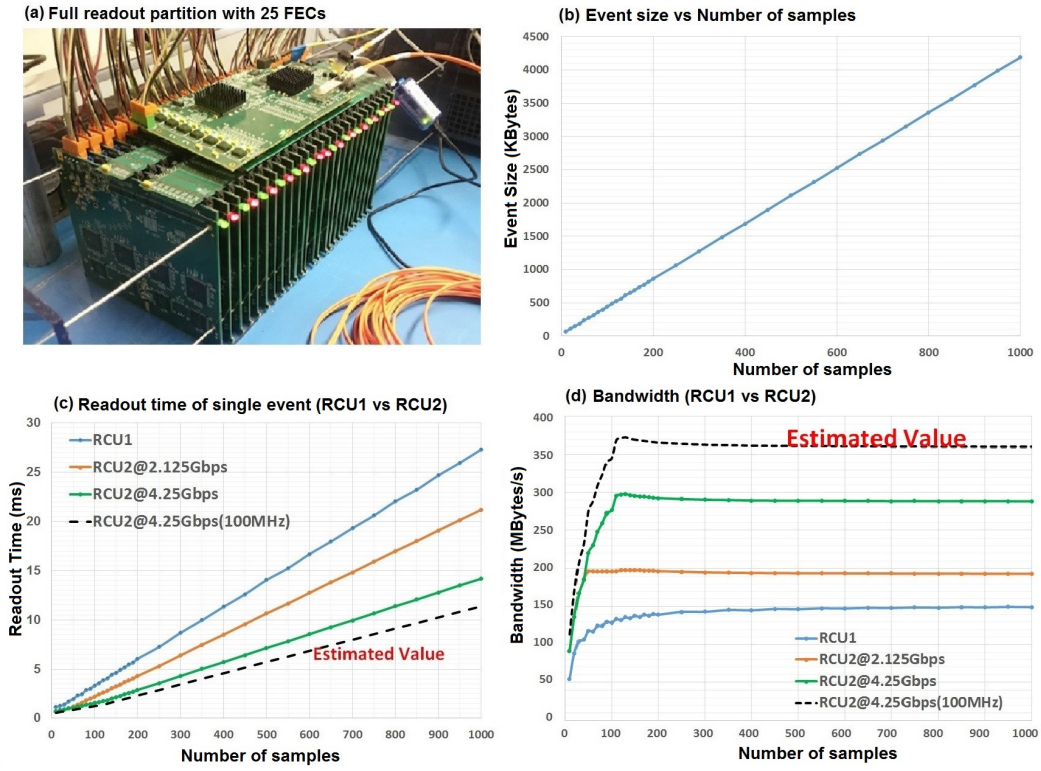 (a) Full readout partition with 25 FECs
(b) Event size vs Number of samples
4500
4000
3500
3000
2500
2000
1500
1000
500
0
Event Size (KBytes)
0 200 400 600 800 1000
Number of samples
(c) Readout time of single event (RCU1 vs RCU2)
30
25
20
15
10
5
0
Readout Time (ms)
RCU1
RCU2@2.125Gbps
RCU2@4.25Gbps
RCU2@4.25Gbps(100MHz)
Estimated Value
0 100 200 300 400 500 600 700 800 900 1000
Number of samples
(d) Bandwidth (RCU1 vs RCU2)
400
350
300
250
200
150
100
50
0
Bandwidth (MBytes/s)
Estimated Value
RCU1
RCU2@2.125Gbps
RCU2@4.25Gbps
RCU2@4.25Gbps(100MHz)
0 100 200 300 400 500 600 700 800 900 1000
Number of samples